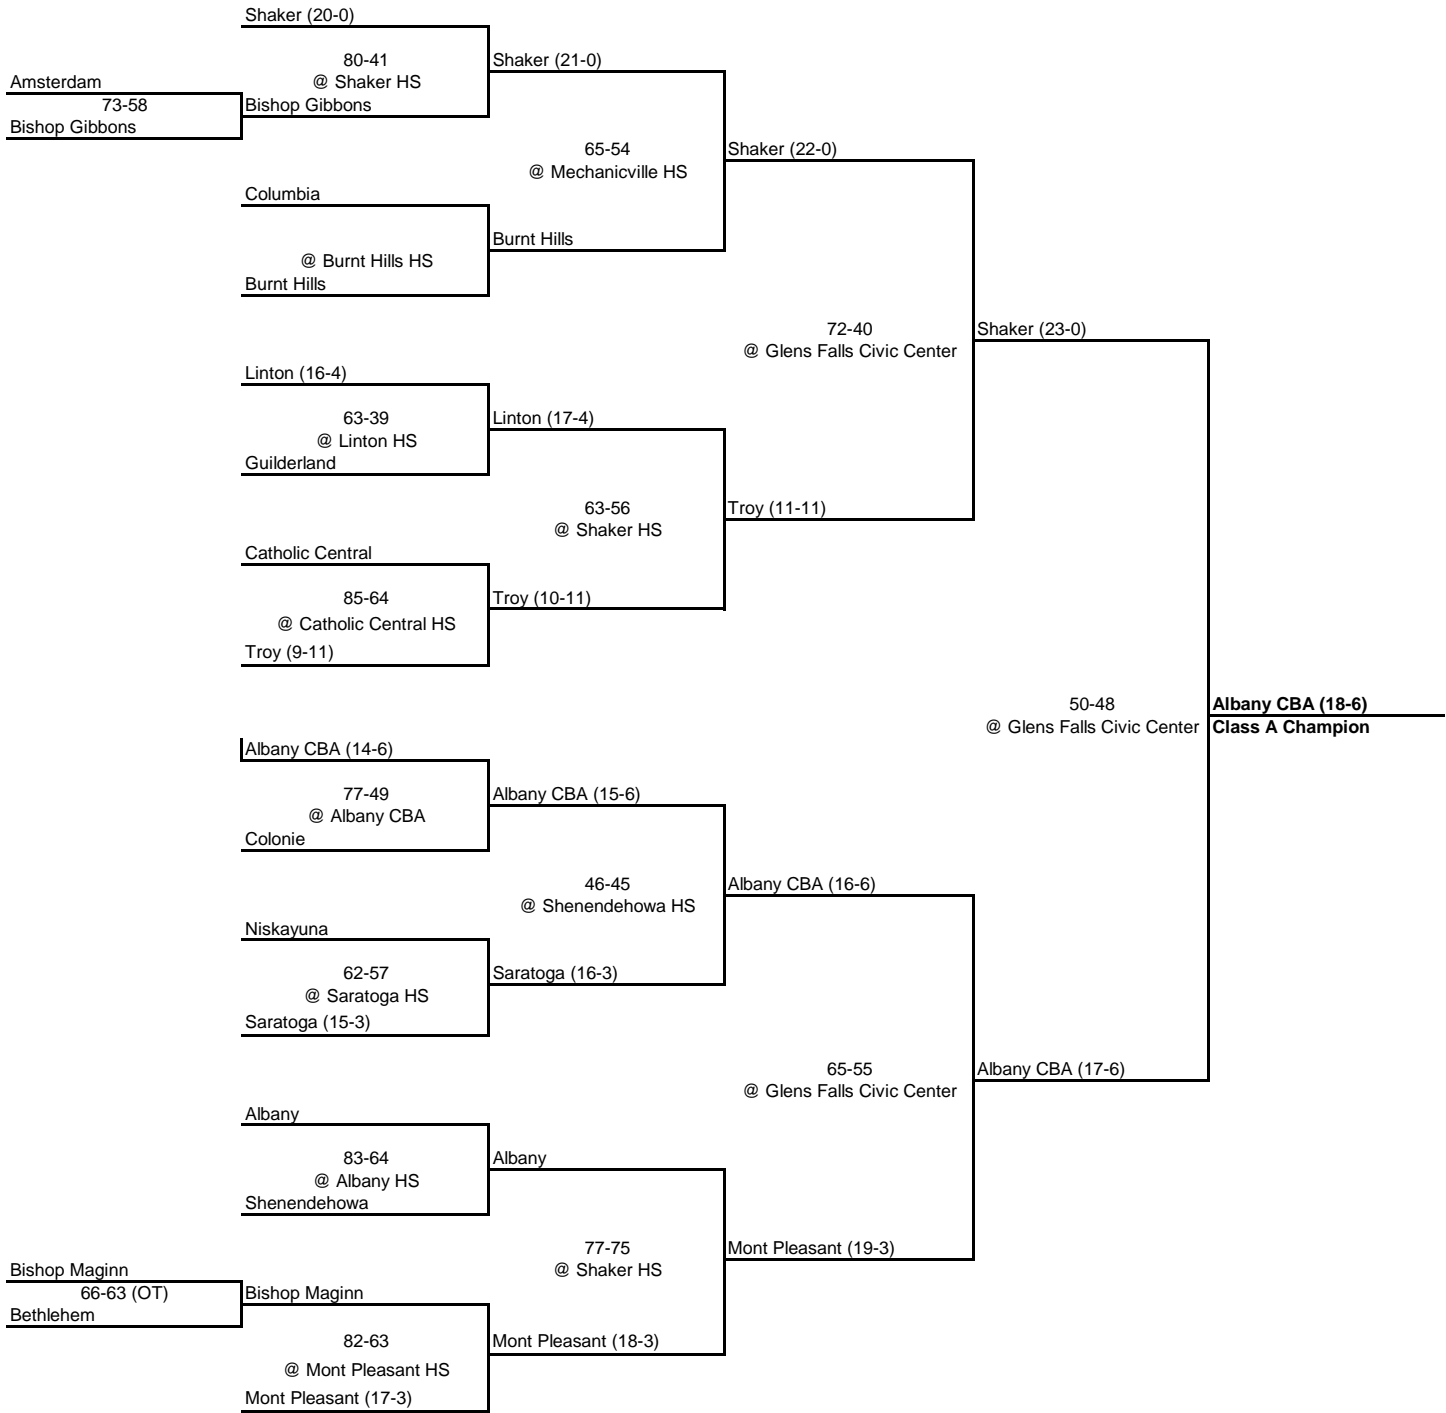 Shaker (20-0)
80-41
@ Shaker HS
Shaker (21-0)
Amsterdam
73-58
Bishop Gibbons
Bishop Gibbons
65-54
@ Mechanicville HS
Shaker (22-0)
Columbia
@ Burnt Hills HS
Burnt Hills
Burnt Hills
72-40
@ Glens Falls Civic Center
Shaker (23-0)
Linton (16-4)
63-39
@ Linton HS
Linton (17-4)
Guilderland
63-56
@ Shaker HS
Troy (11-11)
Catholic Central
85-64
@ Catholic Central HS
Troy (10-11)
Troy (9-11)
50-48
@ Glens Falls Civic Center
Albany CBA (18-6)
Class A Champion
Albany CBA (14-6)
77-49
@ Albany CBA
Albany CBA (15-6)
Colonie
46-45
@ Shenendehowa HS
Albany CBA (16-6)
Niskayuna
62-57
@ Saratoga HS
Saratoga (16-3)
Saratoga (15-3)
65-55
@ Glens Falls Civic Center
Albany CBA (17-6)
Albany
83-64
@ Albany HS
Albany
Shenendehowa
77-75
@ Shaker HS
Mont Pleasant (19-3)
Bishop Maginn
66-63 (OT)
Bethlehem
Bishop Maginn
82-63
@ Mont Pleasant HS
Mont Pleasant (18-3)
Mont Pleasant (17-3)